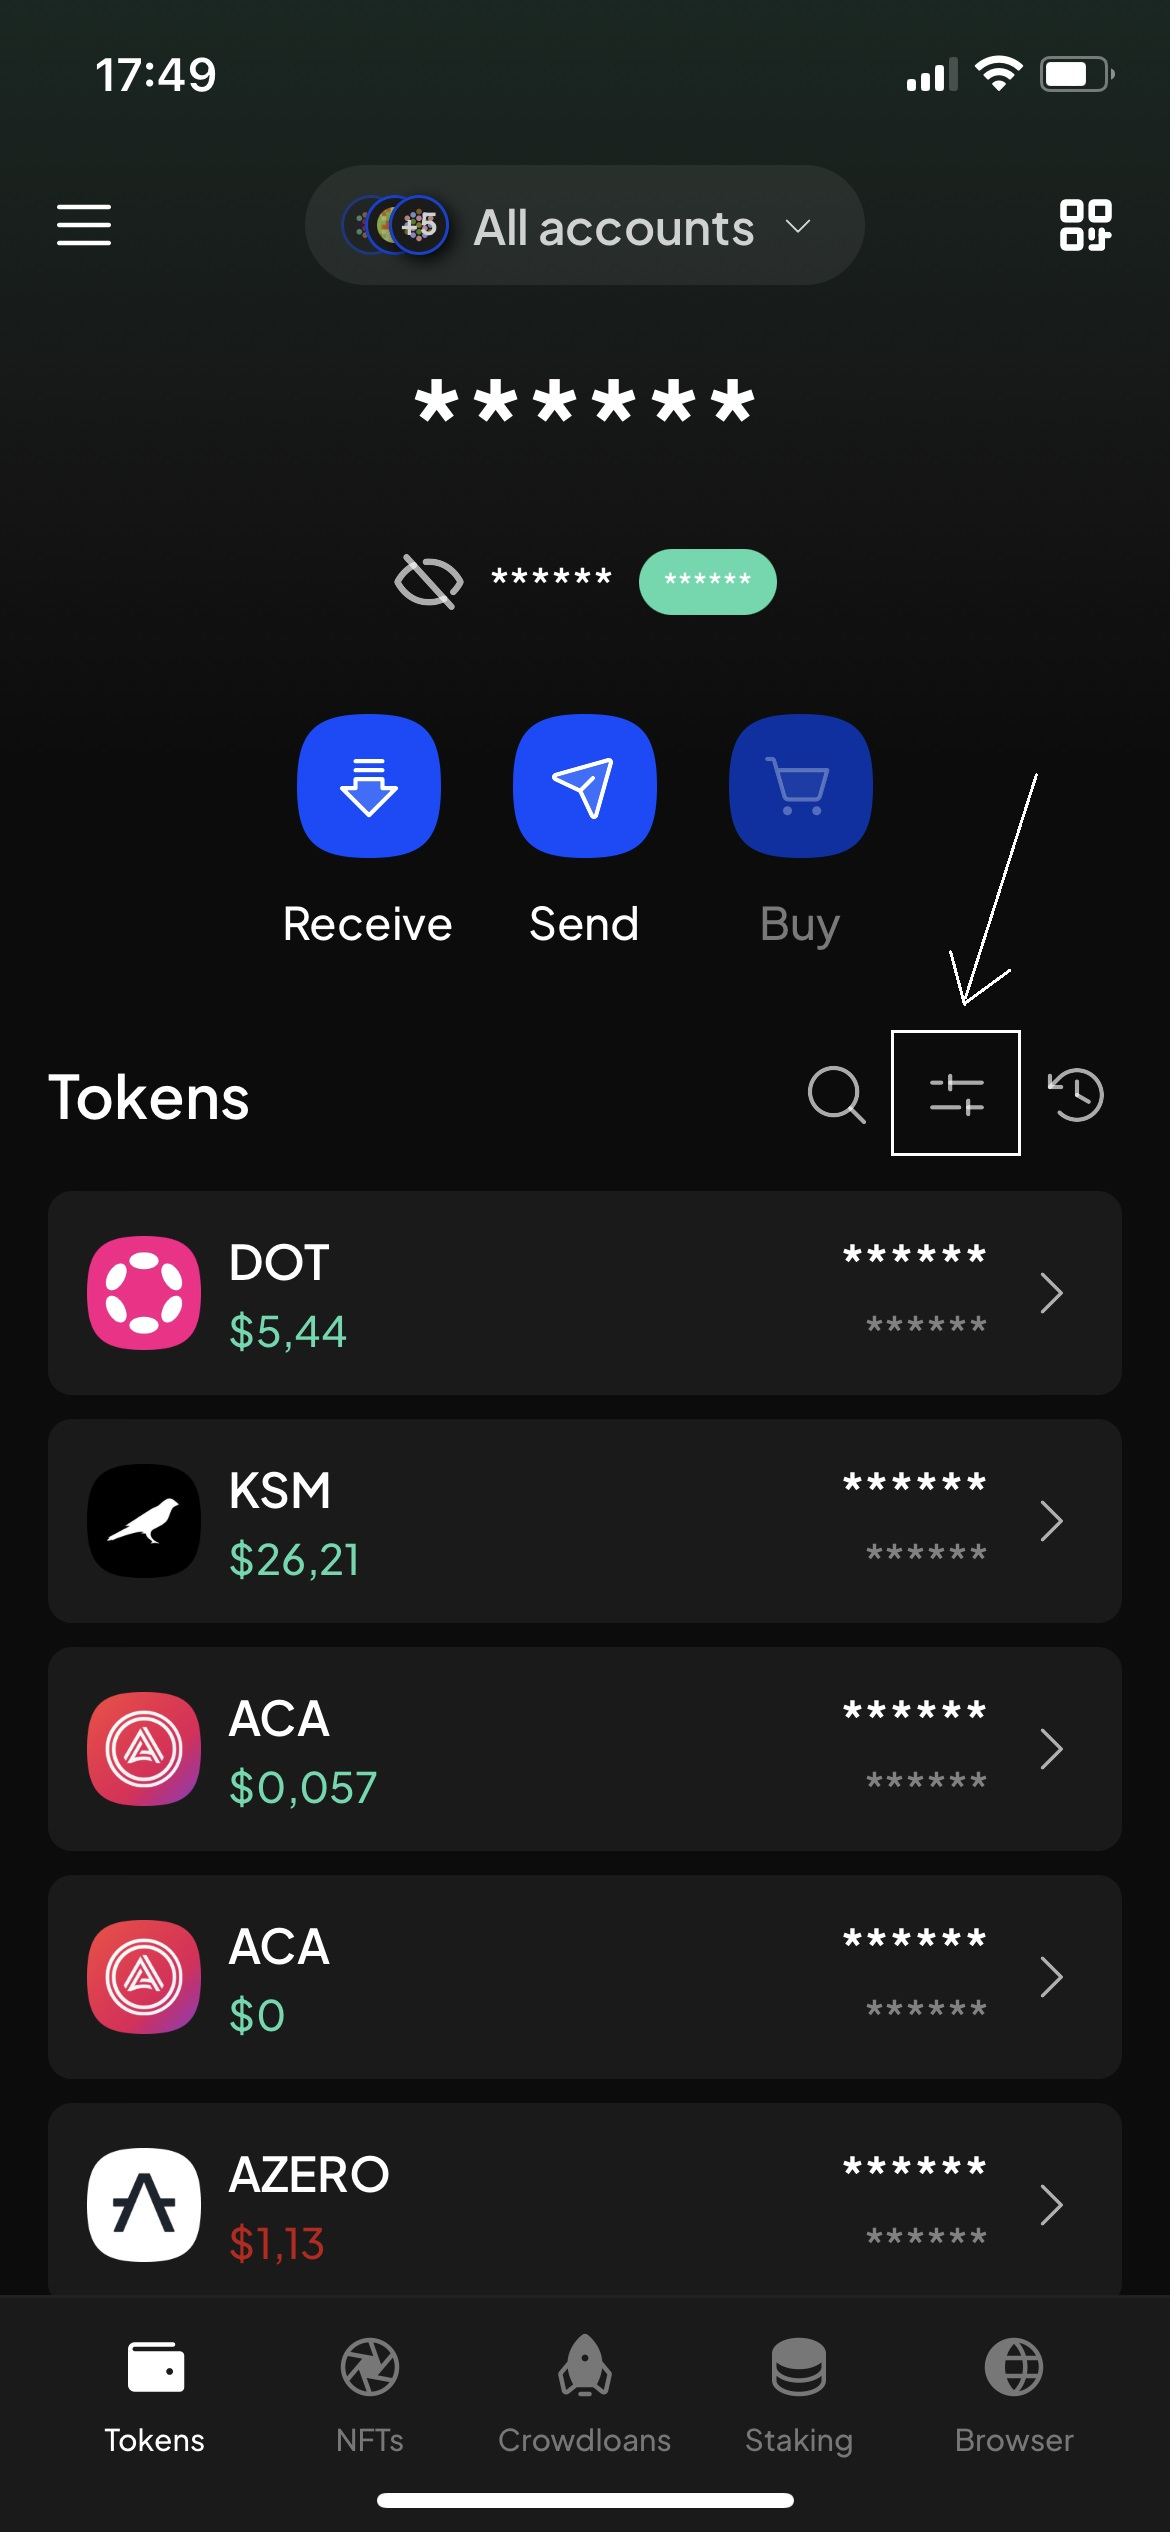 17:49
+5 All accounts
******
****** ******
Receive Send Buy
Tokens
DOT ******
$5,44 ******
KSM ******
$26,21 ******
ACA ******
$0,057 ******
ACA ******
$0 ******
AZERO ******
$1,13 ******
Tokens NFTs Crowdloans Staking Browser